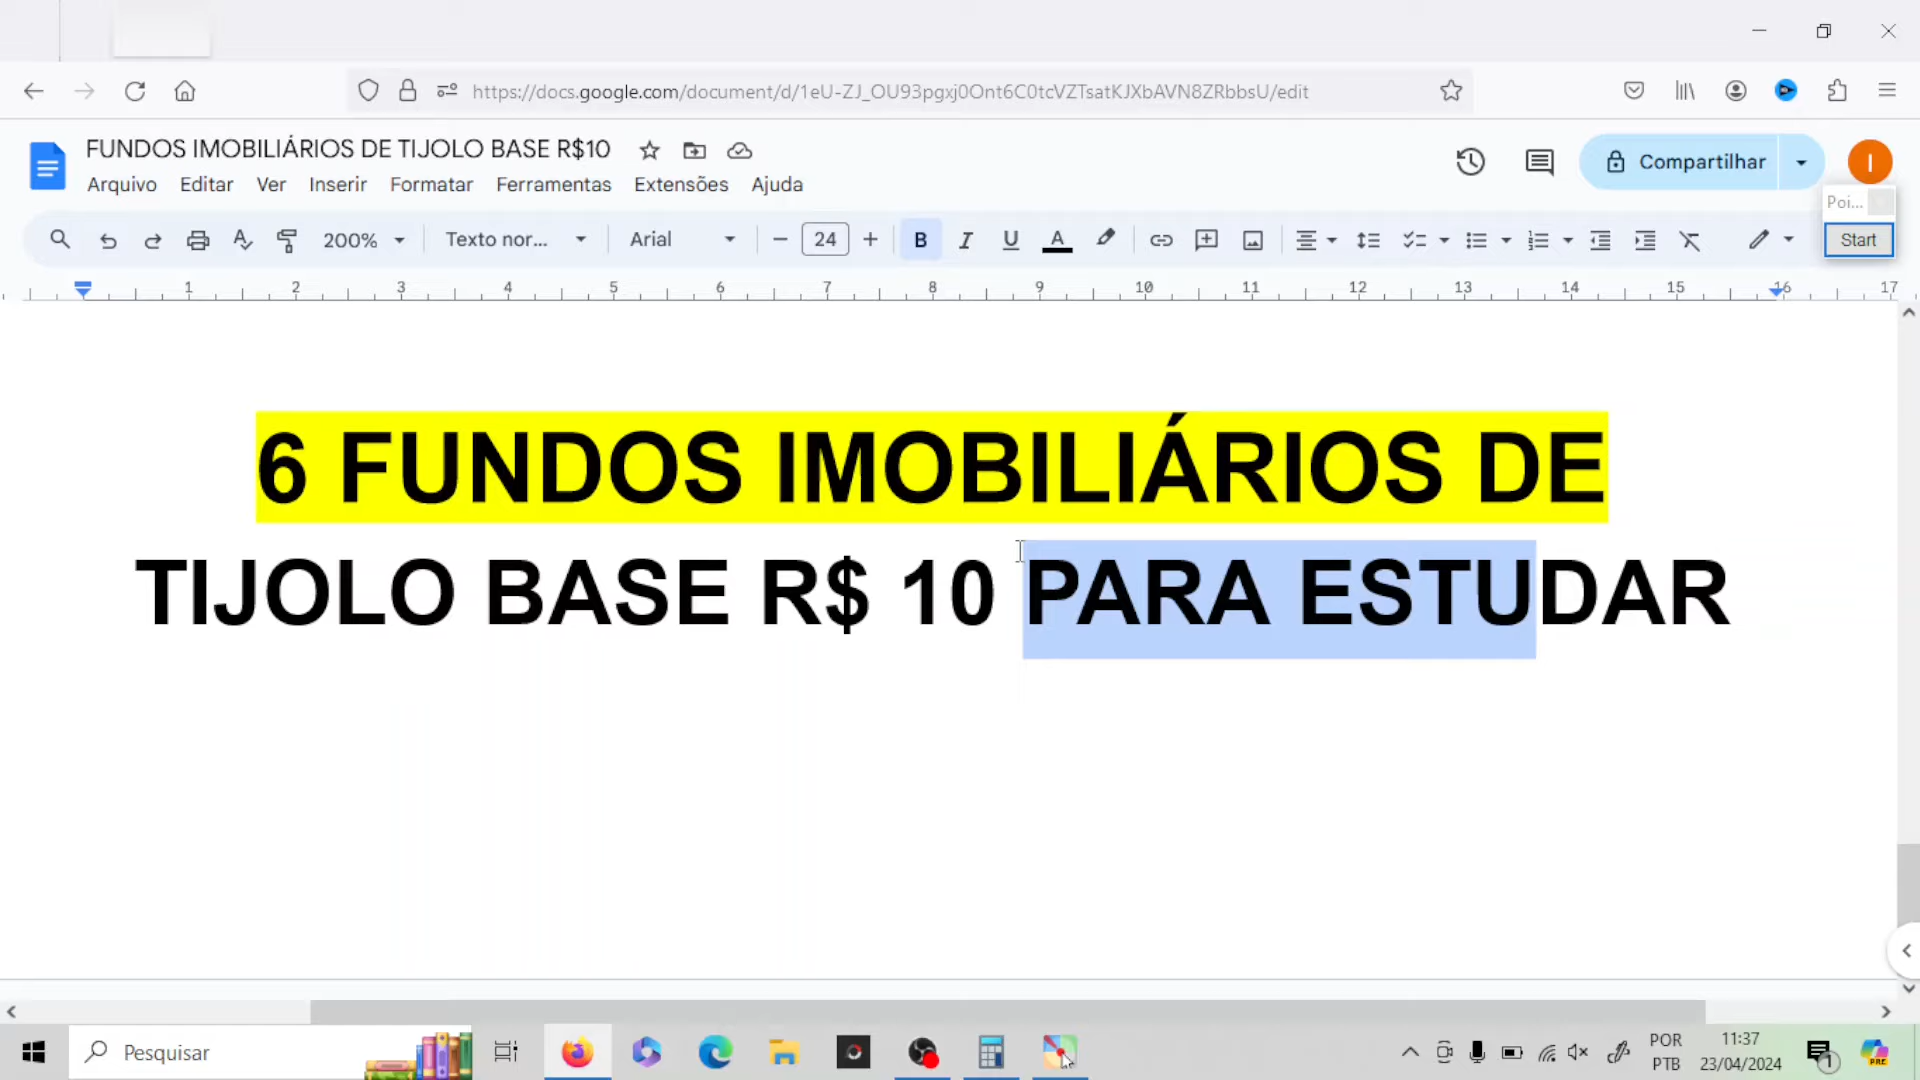 https://docs.google.com/document/d/1eU-ZJ_OU93pgxj0Ont6C0tcVZTsatKJXbAVN8ZRbbsU/edit
FUNDOS IMOBILIÁRIOS DE TIJOLO BASE R$10
Arquivo Editar Ver Inserir Formatar Ferramentas Extensões Ajuda
Compartilhar
I
Poi...
200% Texto nor... Arial 24 B I U A
Start
1 2 3 4 5 6 7 8 9 10 11 12 13 14 15 16 17
6 FUNDOS IMOBILIÁRIOS DE
TIJOLO BASE R$ 10 PARA ESTUDAR
Pesquisar
POR
PTB
11:37
23/04/2024
1
PRE